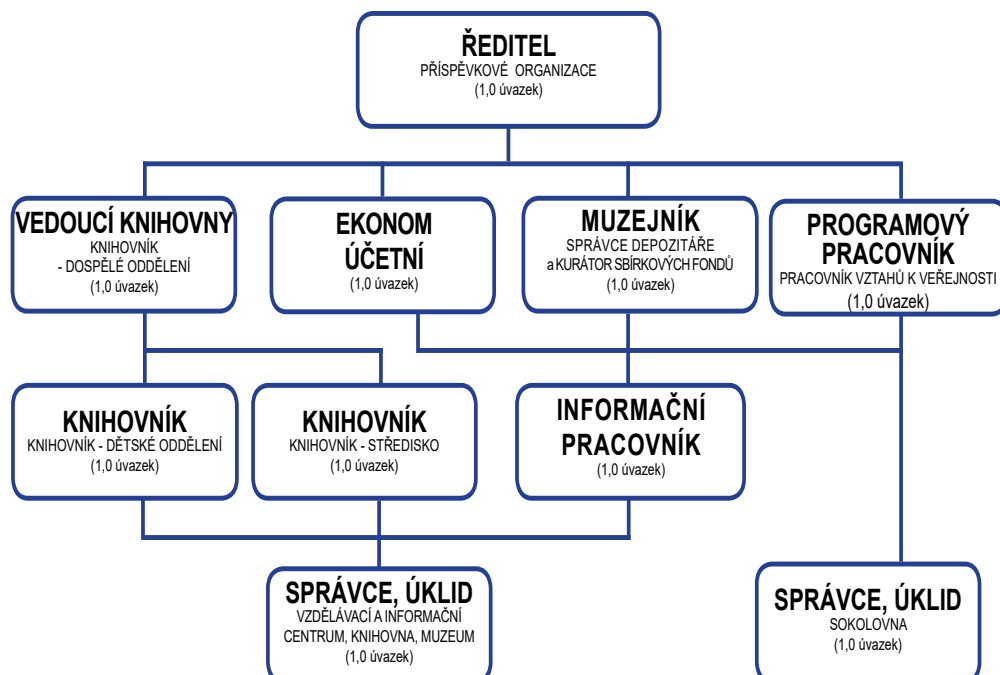 ŘEDITEL
PŘÍSPĚVKOVÉ ORGANIZACE
(1,0 úvazek)
VEDOUCÍ KNIHOVNY
KNIHOVNÍK
- DOSPĚLÉ ODDĚLENÍ
(1,0 úvazek)
EKONOM
ÚČETNÍ
(1,0 úvazek)
MUZEJNÍK
SPRÁVCE DEPOZITÁŘE
a KURÁTOR SBÍRKOVÝCH FONDŮ
(1,0 úvazek)
PROGRAMOVÝ
PRACOVNÍK
PRACOVNÍK VZTAHŮ K VEŘEJNOSTI
(1,0 úvazek)
KNIHOVNÍK
KNIHOVNÍK - DĚTSKÉ ODDĚLENÍ
(1,0 úvazek)
KNIHOVNÍK
KNIHOVNÍK - STŘEDISKO
(1,0 úvazek)
INFORMAČNÍ
PRACOVNÍK
(1,0 úvazek)
SPRÁVCE, ÚKLID
VZDĚLÁVACÍ A INFORMAČNÍ
CENTRUM, KNIHOVNA, MUZEUM
(1,0 úvazek)
SPRÁVCE, ÚKLID
SOKOLOVNA
(1,0 úvazek)